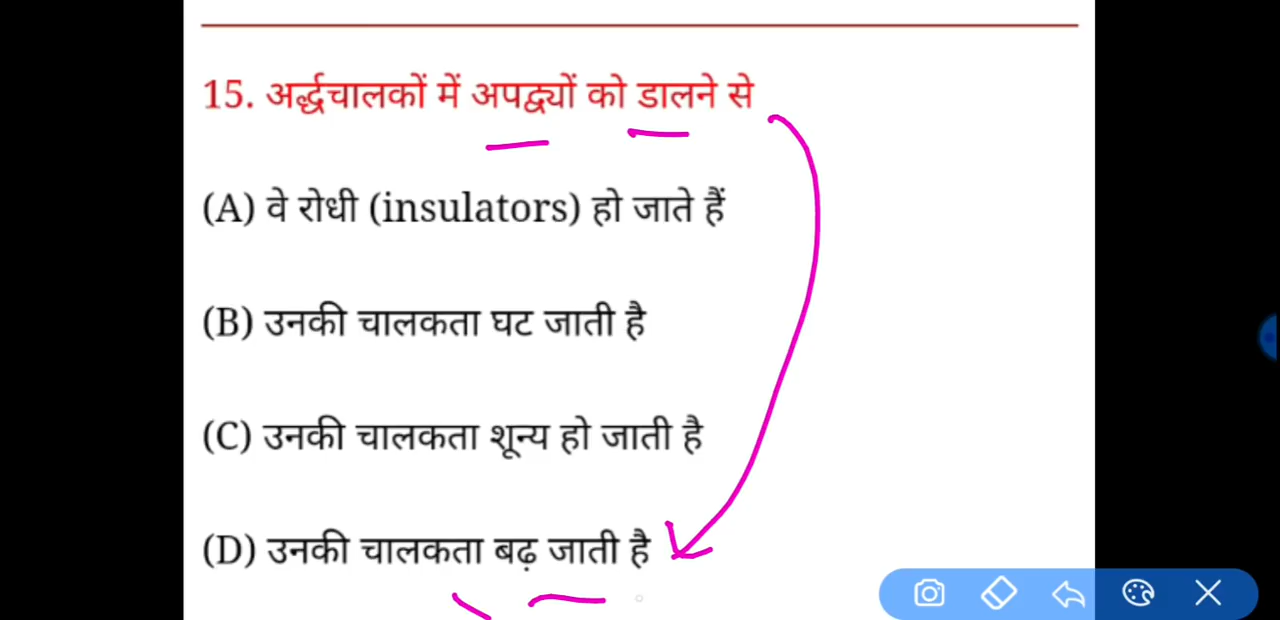 15. अर्द्धचालकों में अपद्रव्यों को डालने से
(A) वे रोधी (insulators) हो जाते हैं
(B) उनकी चालकता घट जाती है
(C) उनकी चालकता शून्य हो जाती है
(D) उनकी चालकता बढ़ जाती है